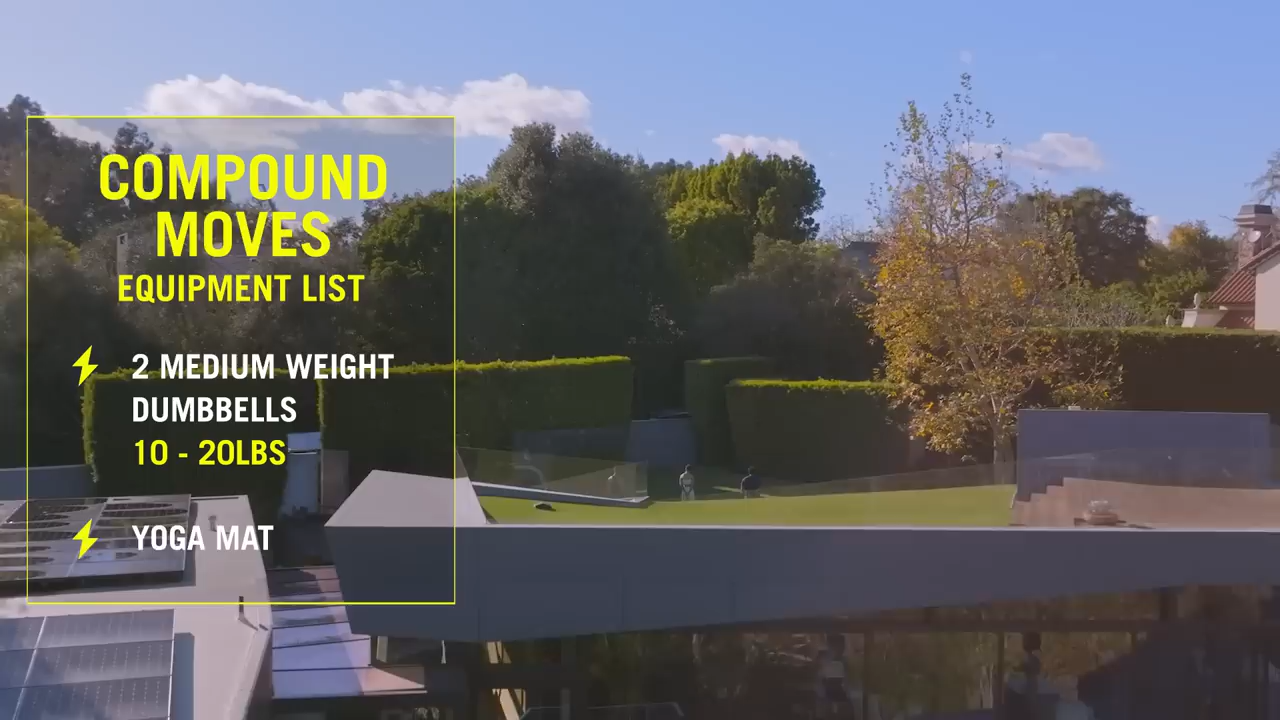 COMPOUND
MOVES
EQUIPMENT LIST
2 MEDIUM WEIGHT
DUMBBELLS
10 - 20LBS
YOGA MAT